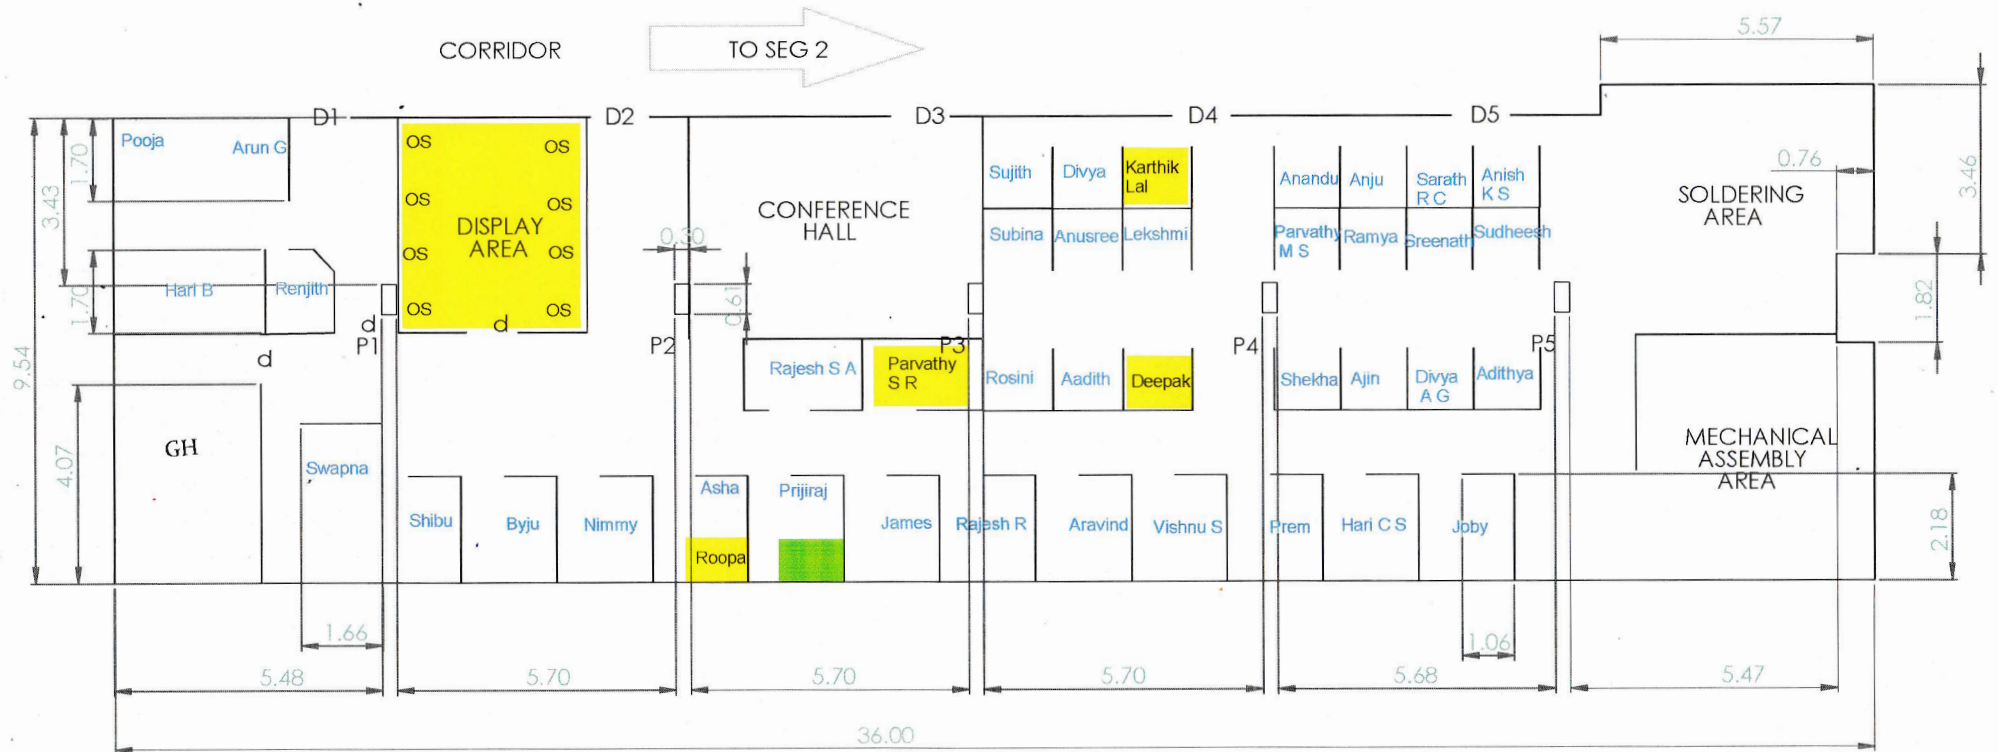 5.57
CORRIDOR
TO SEG 2
D1
D2
D3
D4
D5
Pooja
Arun G
OS
OS
Sujith
Divya
Karthik
Lal
Anandu
Anju
Sarath
R C
Anish
K S
0.76
3.46
1.70
3.43
OS
OS
DISPLAY
AREA
CONFERENCE
HALL
SOLDERING
AREA
Subina
Anusree
Lekshmi
Parvathy
M S
Ramya
Sreenath
Sudheesh
0.30
OS
OS
Hari B
Renjith
1.70
0.61
1.82
OS
OS
d
d
d
P1
P2
P3
P4
P5
9.54
Rajesh S A
Parvathy
S R
Rosini
Aadith
Deepak
Shekha
Ajin
Divya
A G
Adithya
4.07
GH
Swapna
MECHANICAL
ASSEMBLY
AREA
Asha
Prijiraj
Shibu
Byju
Nimmy
James
Rajesh R
Aravind
Vishnu S
Prem
Hari C S
Joby
2.18
Roopa
1.66
1.06
5.48
5.70
5.70
5.70
5.68
5.47
36.00